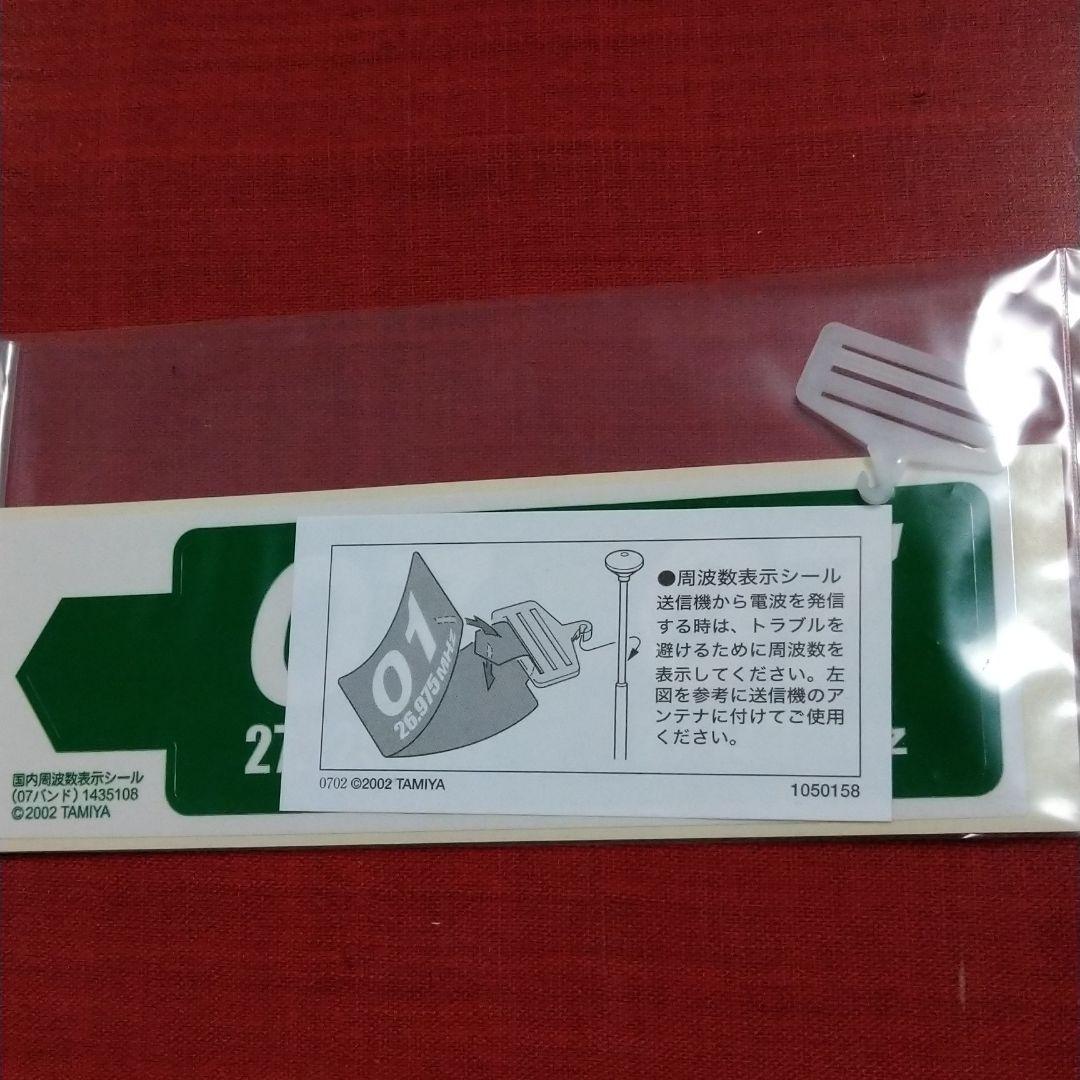 0
7
27
Z
国内周波数表示シール
(07バンド) 1435108
©2002 TAMIYA
01
26.975MHz
●周波数表示シール
送信機から電波を発信
する時は、トラブルを
避けるために周波数を
表示してください。左
図を参考に送信機のア
ンテナに付けてご使用
ください。
0702 ©2002 TAMIYA
1050158